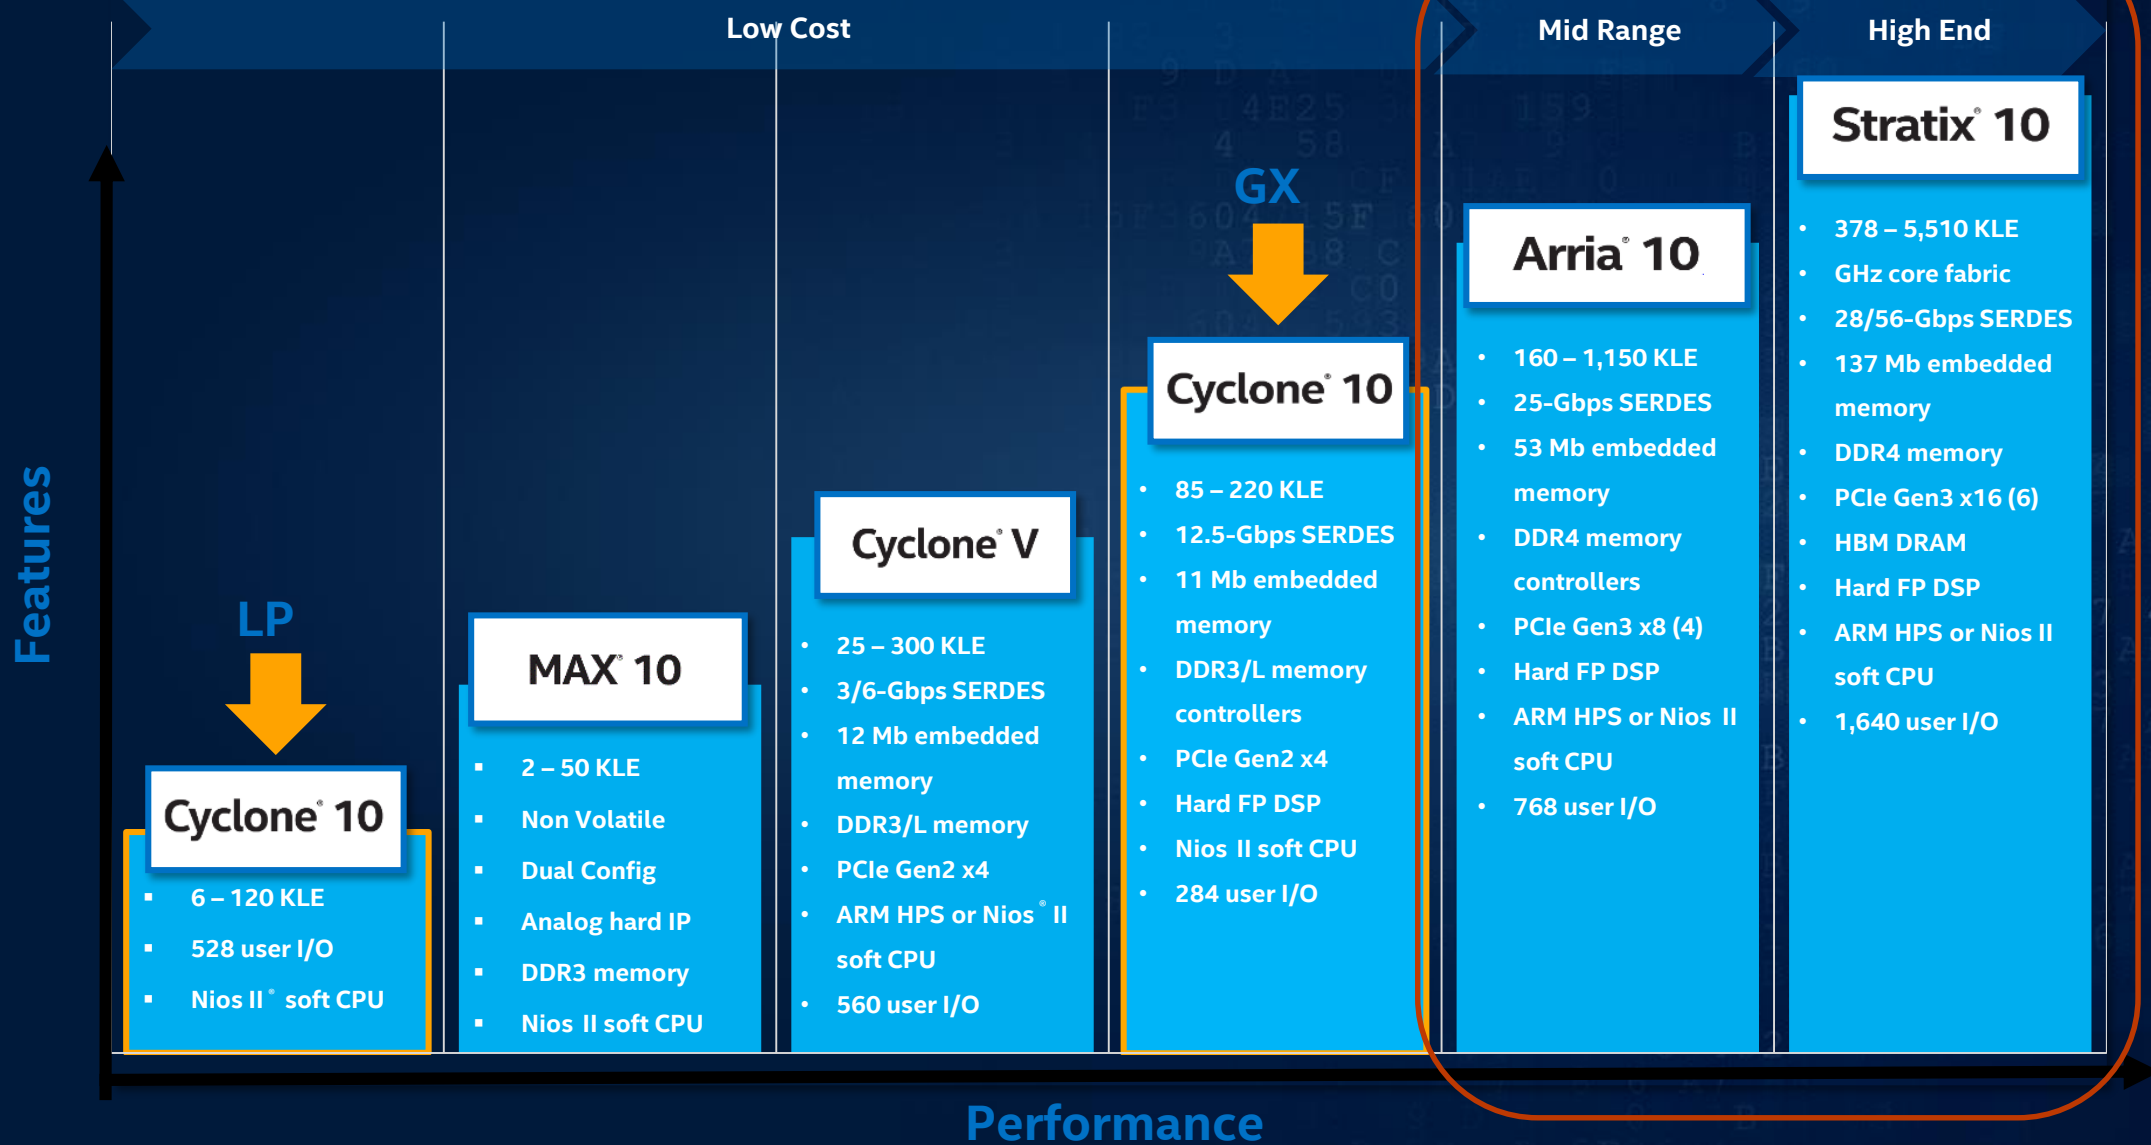 Low Cost
Mid Range
High End
Features
LP
Cyclone® 10
6 – 120 KLE
528 user I/O
Nios II® soft CPU
MAX® 10
2 – 50 KLE
Non Volatile
Dual Config
Analog hard IP
DDR3 memory
Nios II soft CPU
Cyclone® V
25 – 300 KLE
3/6-Gbps SERDES
12 Mb embedded
memory
DDR3/L memory
PCIe Gen2 x4
ARM HPS or Nios® II
soft CPU
560 user I/O
GX
Cyclone® 10
85 – 220 KLE
12.5-Gbps SERDES
11 Mb embedded
memory
DDR3/L memory
controllers
PCIe Gen2 x4
Hard FP DSP
Nios II soft CPU
284 user I/O
Arria® 10
160 – 1,150 KLE
25-Gbps SERDES
53 Mb embedded
memory
DDR4 memory
controllers
PCIe Gen3 x8 (4)
Hard FP DSP
ARM HPS or Nios II
soft CPU
768 user I/O
Stratix® 10
378 – 5,510 KLE
GHz core fabric
28/56-Gbps SERDES
137 Mb embedded
memory
DDR4 memory
PCIe Gen3 x16 (6)
HBM DRAM
Hard FP DSP
ARM HPS or Nios II
soft CPU
1,640 user I/O
Performance